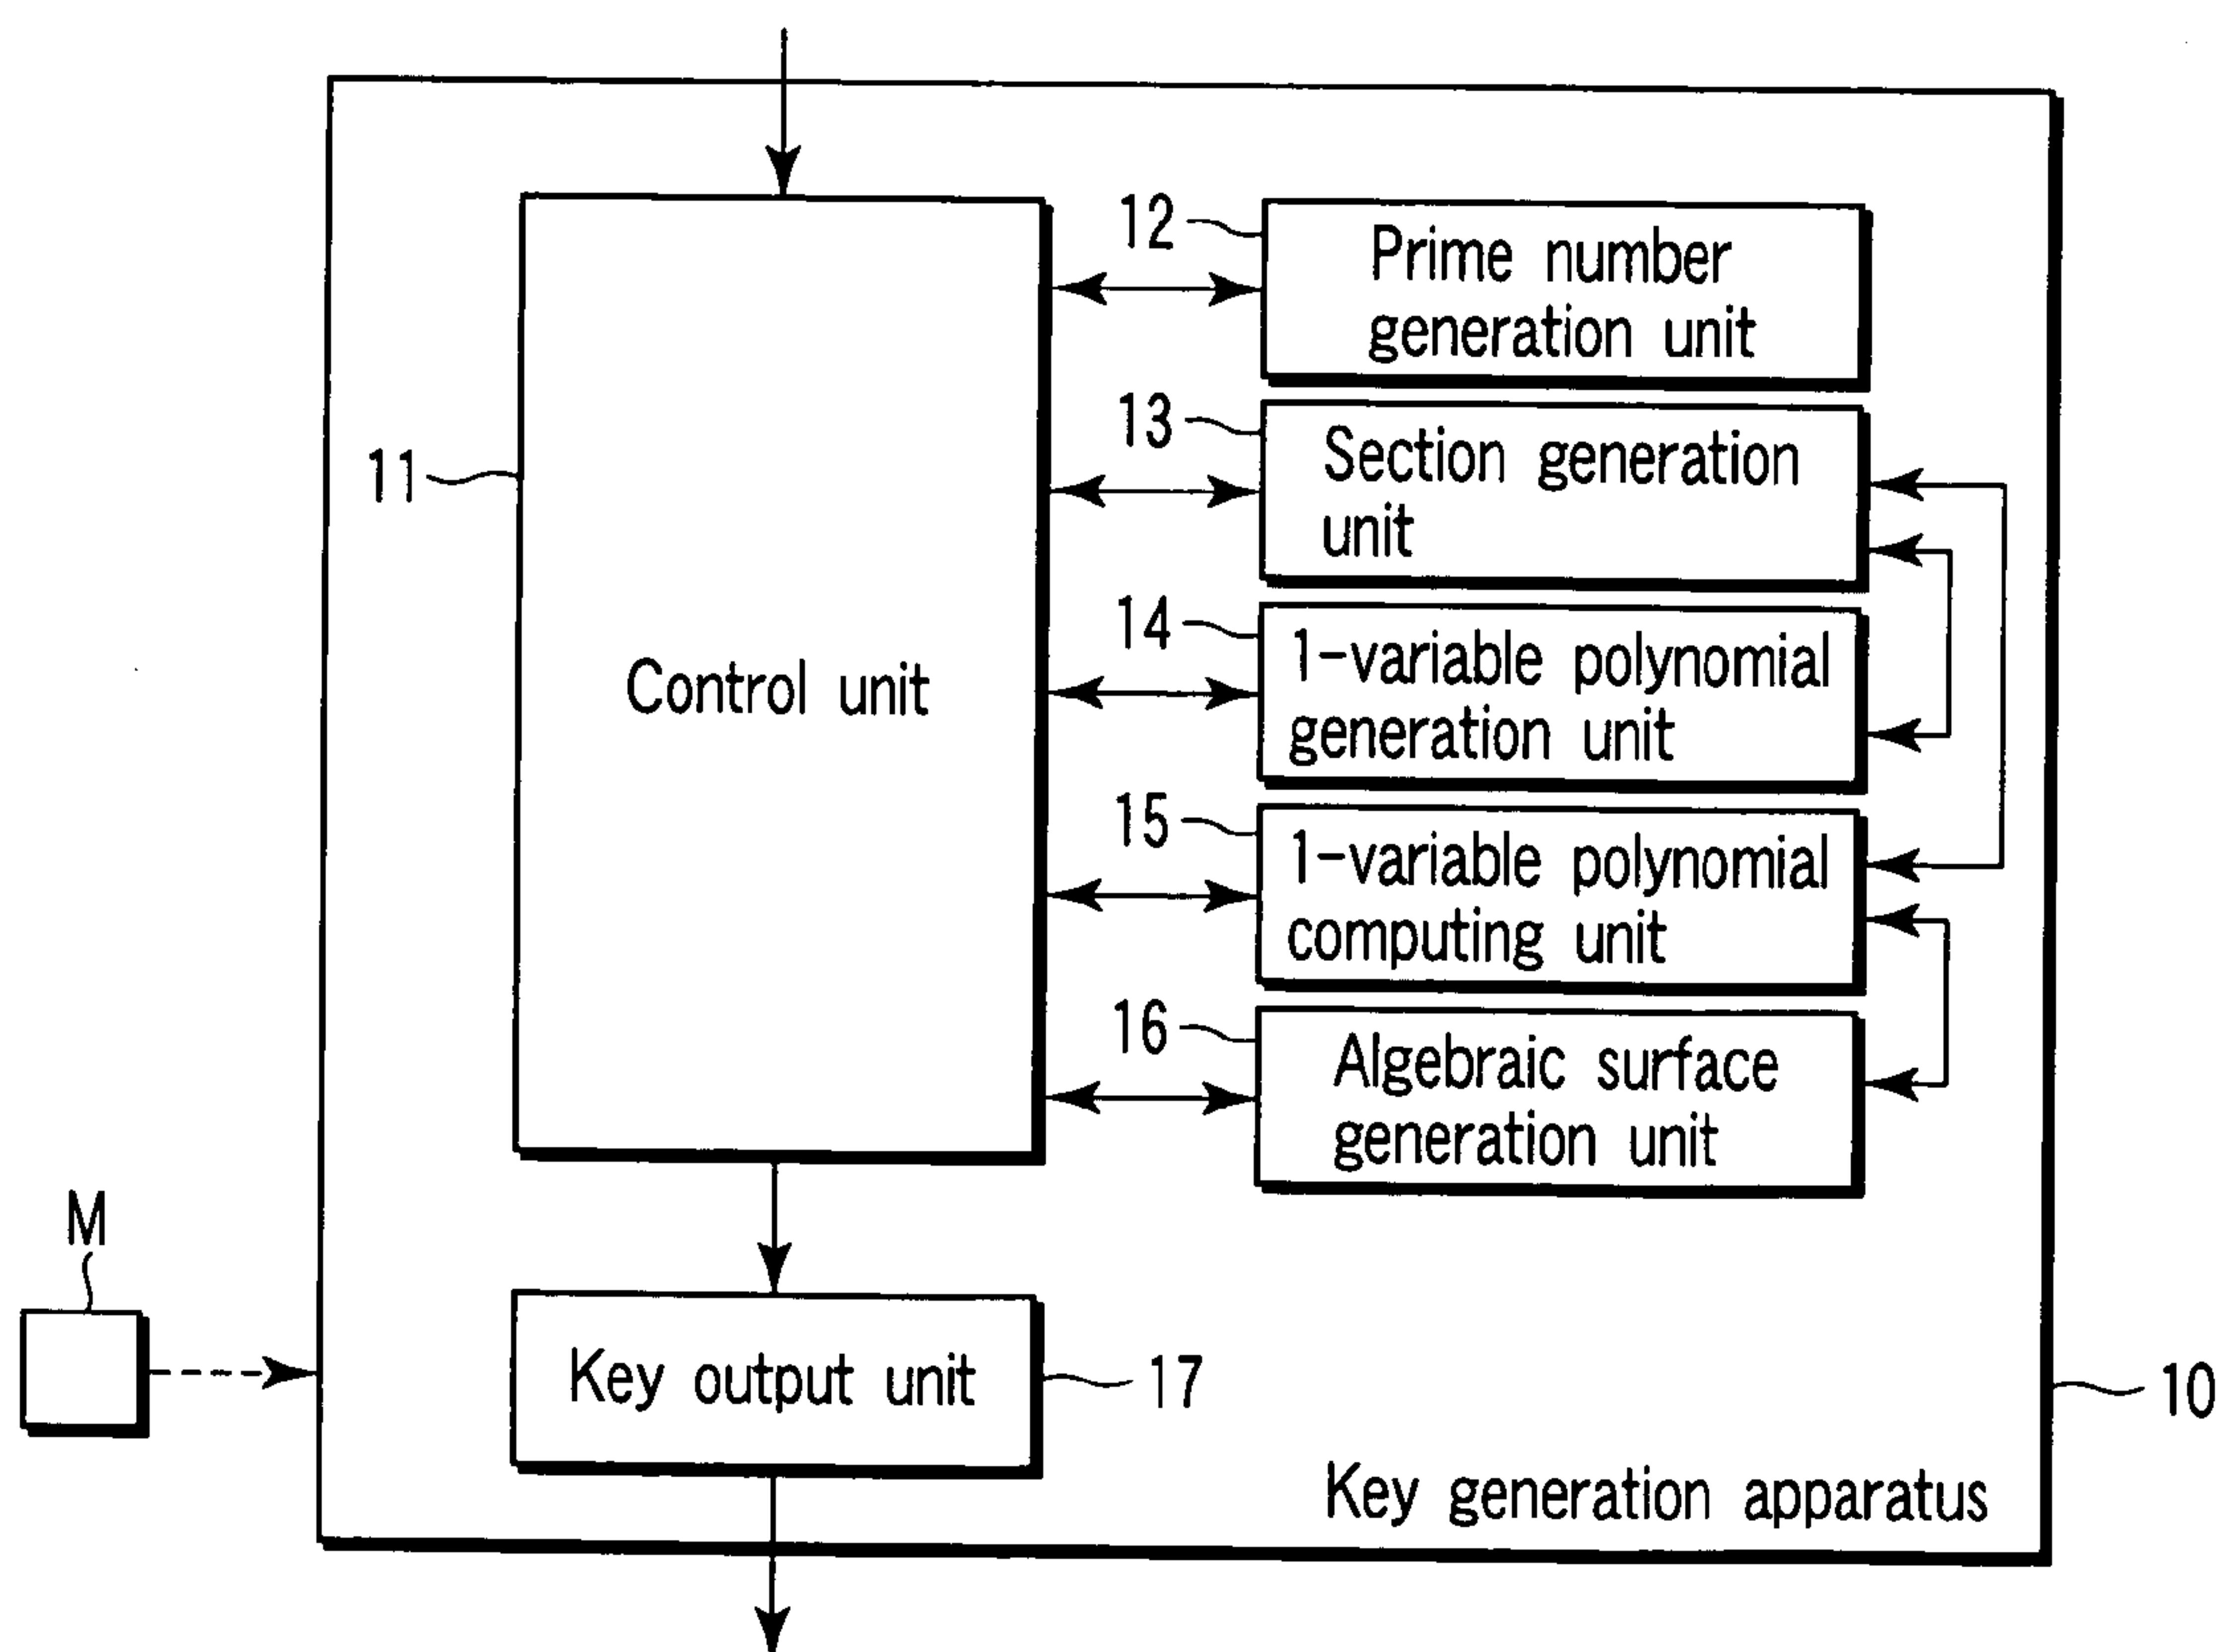 12
Prime number
generation unit
13
Section generation
unit
11
14
1-variable polynomial
generation unit
Control unit
15
1-variable polynomial
computing unit
16
Algebraic surface
generation unit
M
Key output unit
17
10
Key generation apparatus